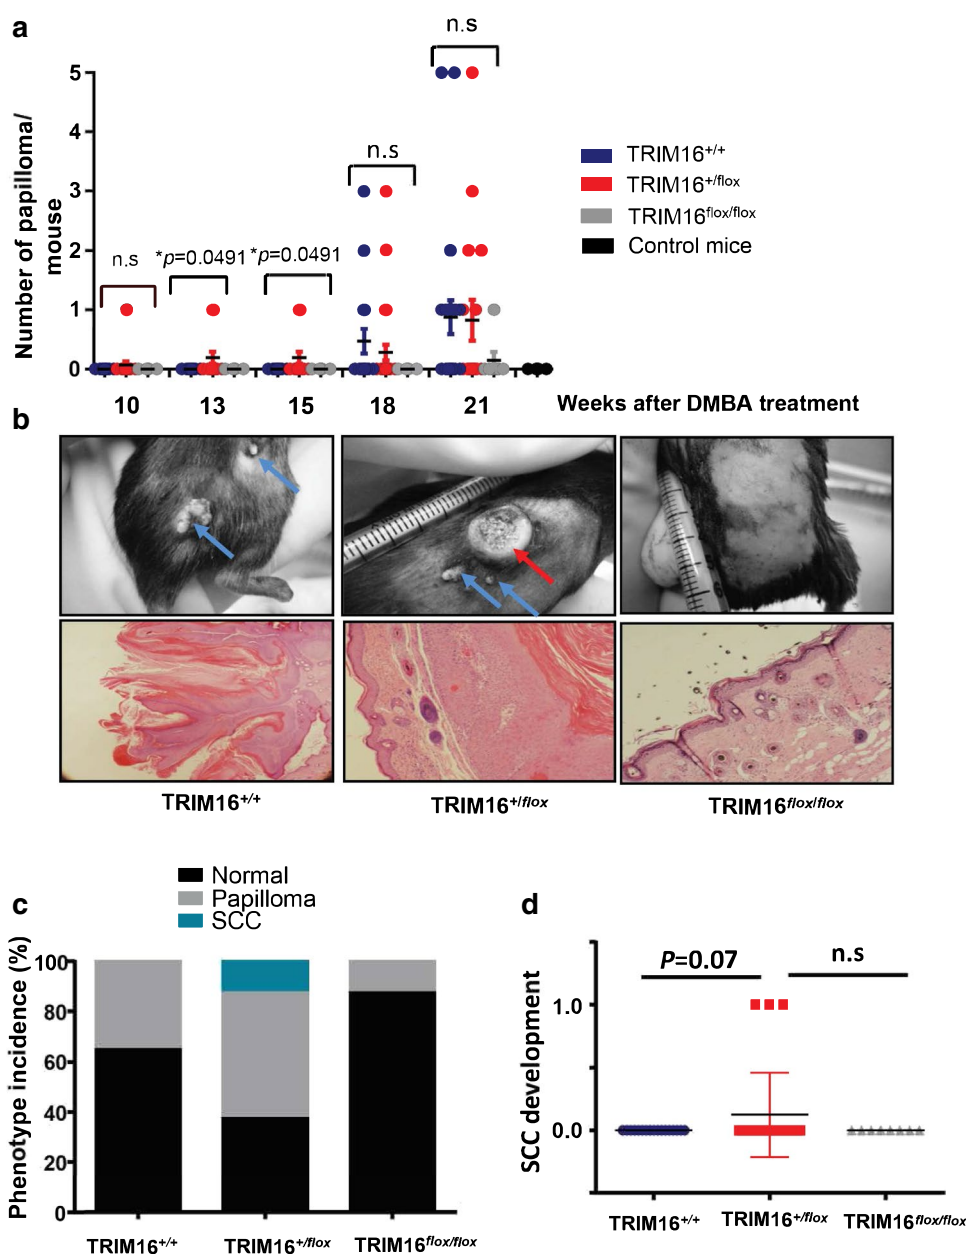 a
n.s
5
4
3
2
1
0
Number of papilloma/
mouse
n.s
*p=0.0491
*p=0.0491
n.s
TRIM16+/+
TRIM16+/flox
TRIM16flox/flox
Control mice
10 13 15 18 21 Weeks after DMBA treatment
b
TRIM16+/+ TRIM16+/flox TRIM16flox/flox
c
Normal
Papilloma
SCC
Phenotype incidence (%)
100
80
60
40
20
0
TRIM16+/+ TRIM16+/flox TRIM16flox/flox
d
P=0.07 n.s
SCC development
1.0
0.0
TRIM16+/+ TRIM16+/flox TRIM16flox/flox